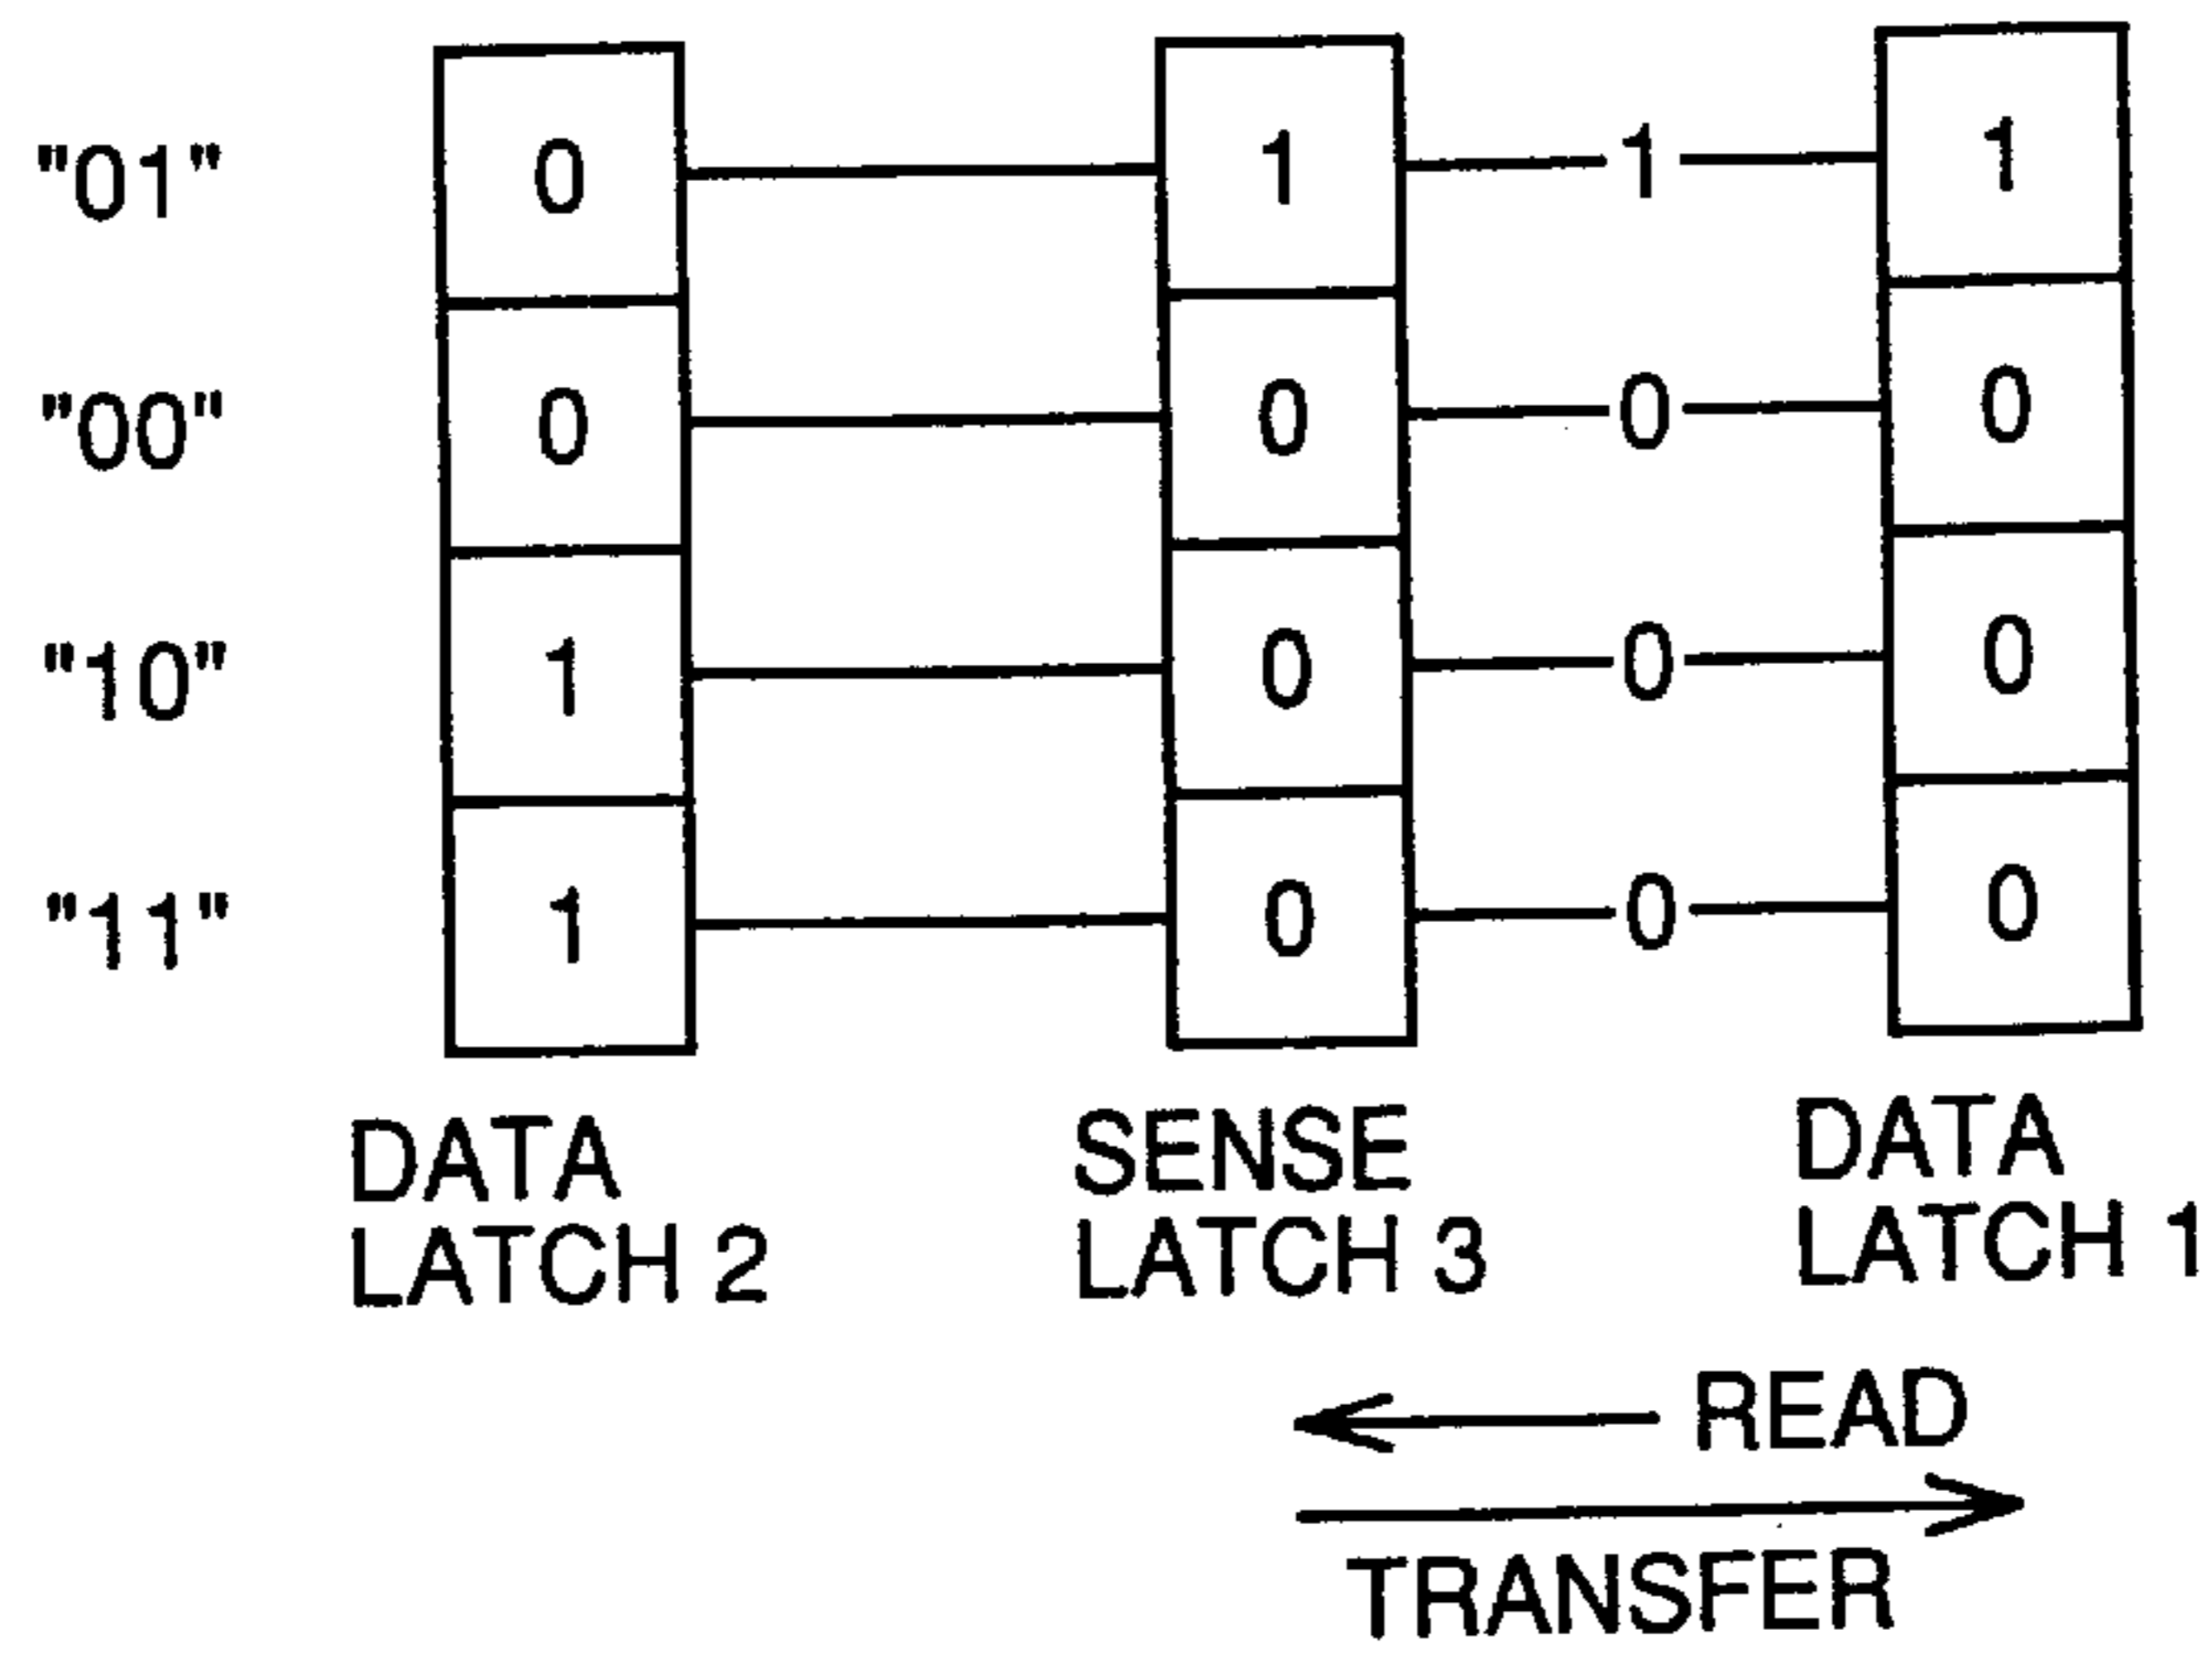 "01" 0 1 1 1
"00" 0 0 0 0
"10" 1 0 0 0
"11" 1 0 0 0
DATA LATCH 2
SENSE LATCH 3
DATA LATCH 1
READ
TRANSFER